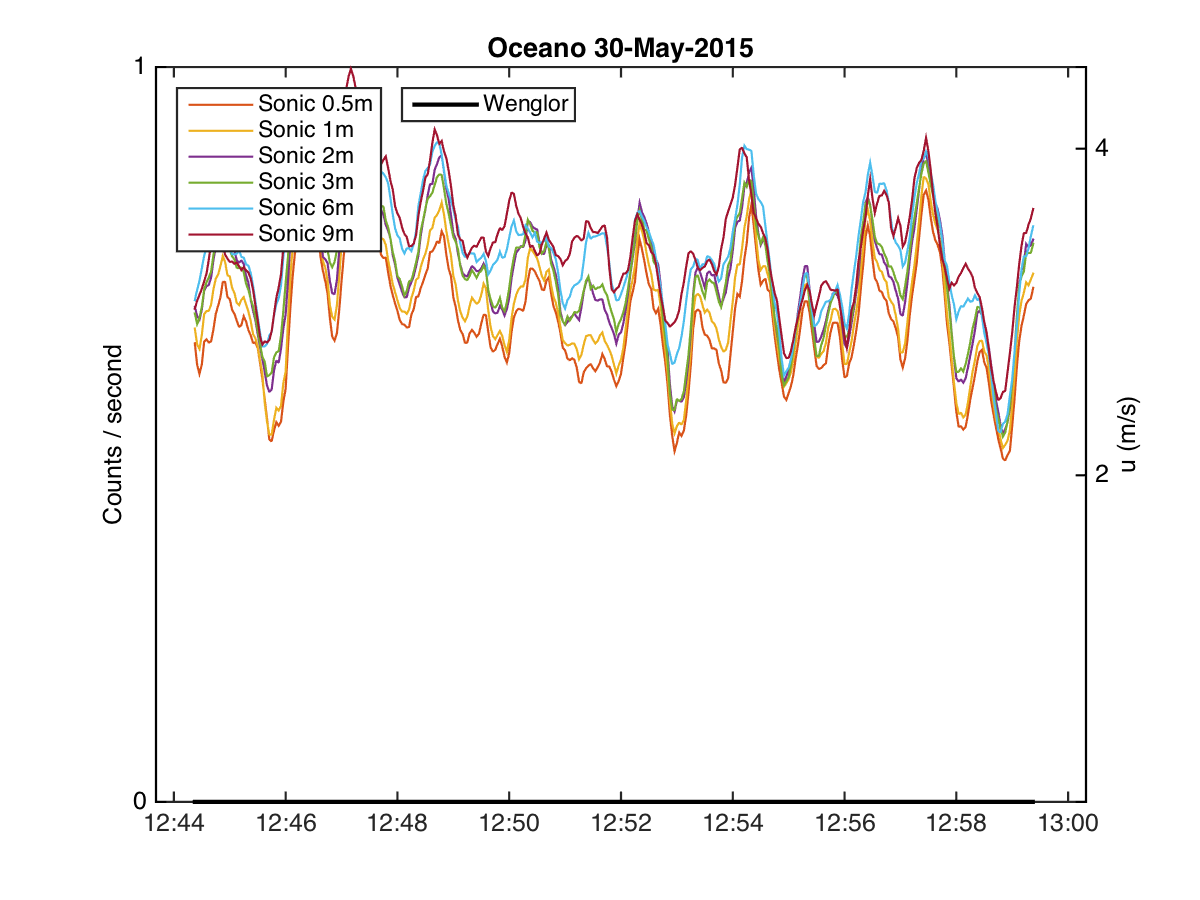 Oceano 30-May-2015
1
Sonic 0.5m
Wenglor
Sonic 1m
Sonic 2m
4
Sonic 3m
Sonic 6m
Sonic 9m
Counts / second
u (m/s)
2
0
12:44 12:46 12:48 12:50 12:52 12:54 12:56 12:58 13:00